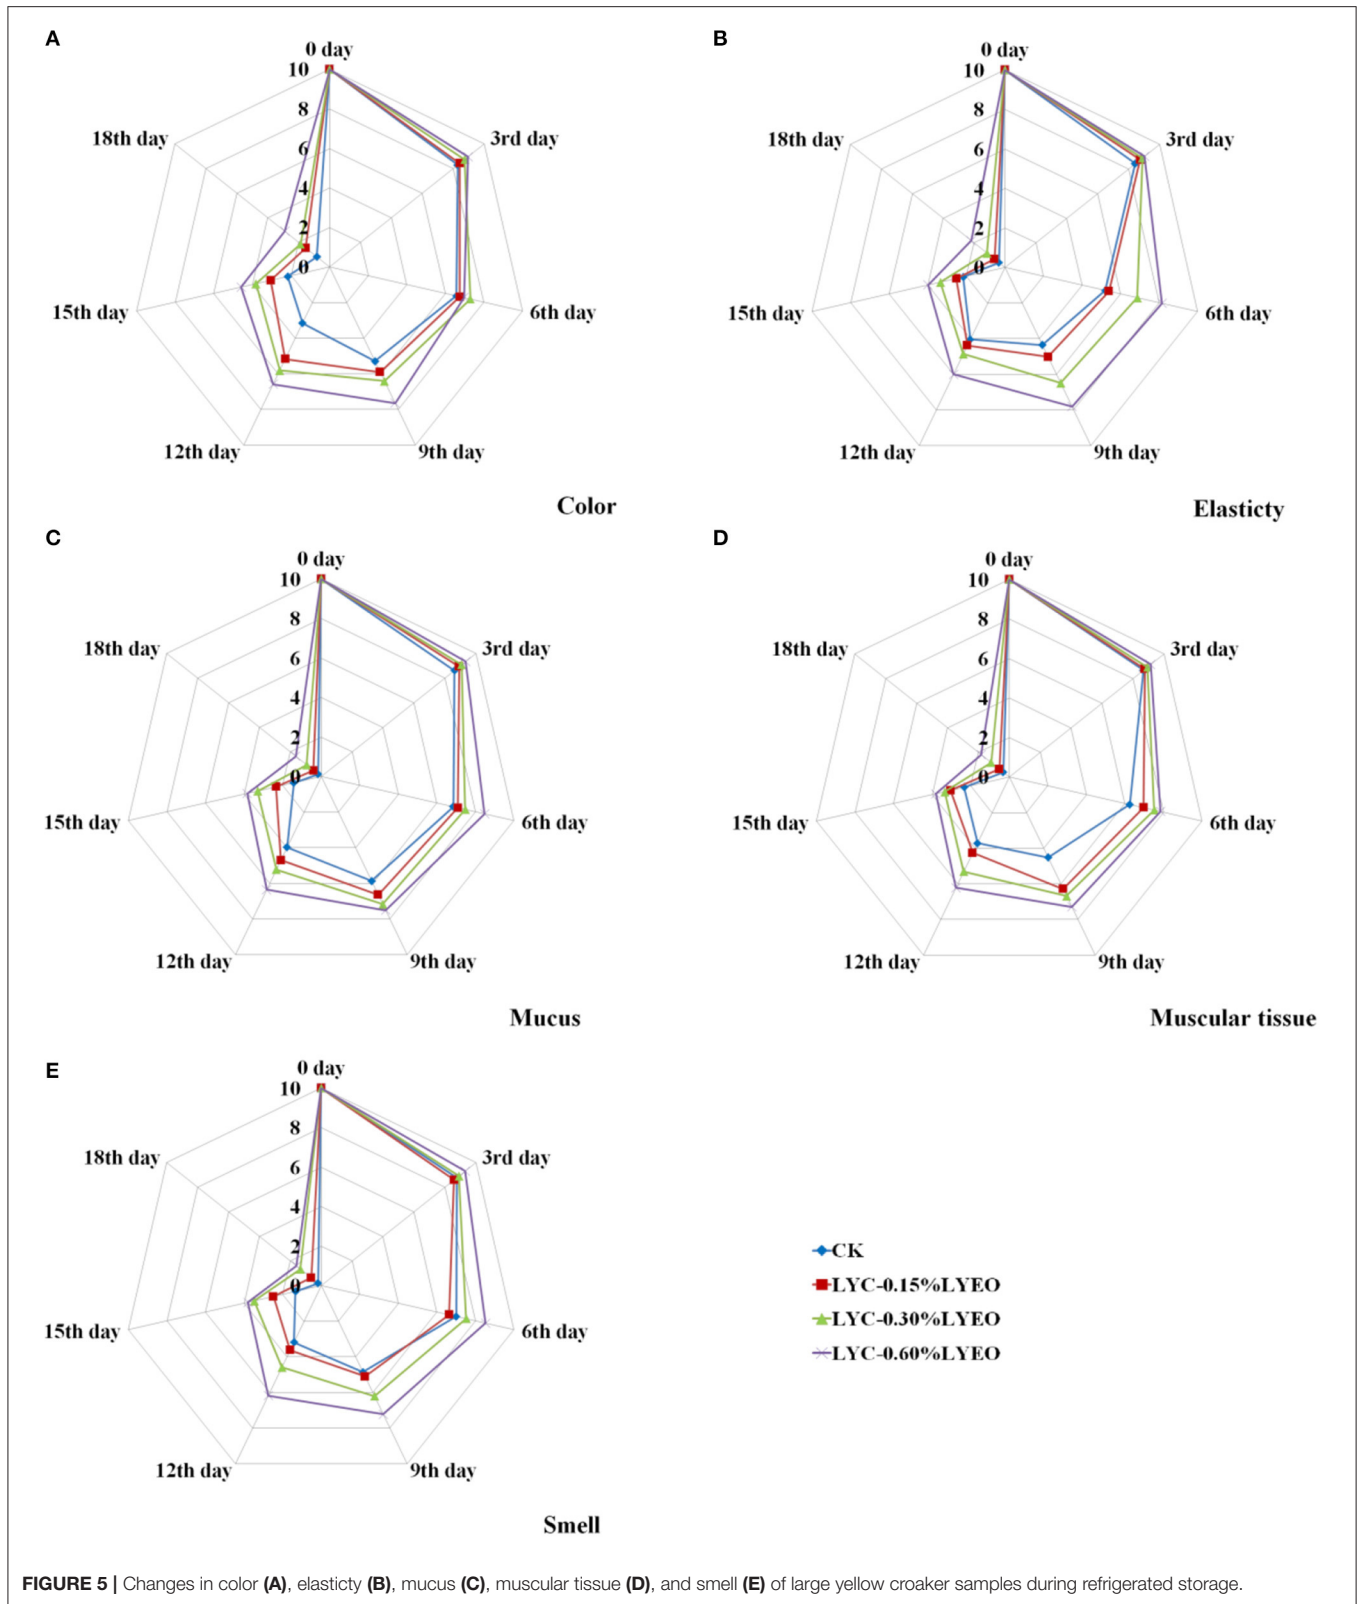 A
0 day
10
8
6
4
2
0
3rd day
6th day
9th day
12th day
15th day
18th day
Color
B
0 day
10
8
6
4
2
0
3rd day
6th day
9th day
12th day
15th day
18th day
Elasticty
C
0 day
10
8
6
4
2
0
3rd day
6th day
9th day
12th day
15th day
18th day
Mucus
D
0 day
10
8
6
4
2
0
3rd day
6th day
9th day
12th day
15th day
18th day
Muscular tissue
E
0 day
10
8
6
4
2
0
3rd day
6th day
9th day
12th day
15th day
18th day
Smell
CK
LYC-0.15%LYEO
LYC-0.30%LYEO
LYC-0.60%LYEO
FIGURE 5 | Changes in color (A), elasticty (B), mucus (C), muscular tissue (D), and smell (E) of large yellow croaker samples during refrigerated storage.